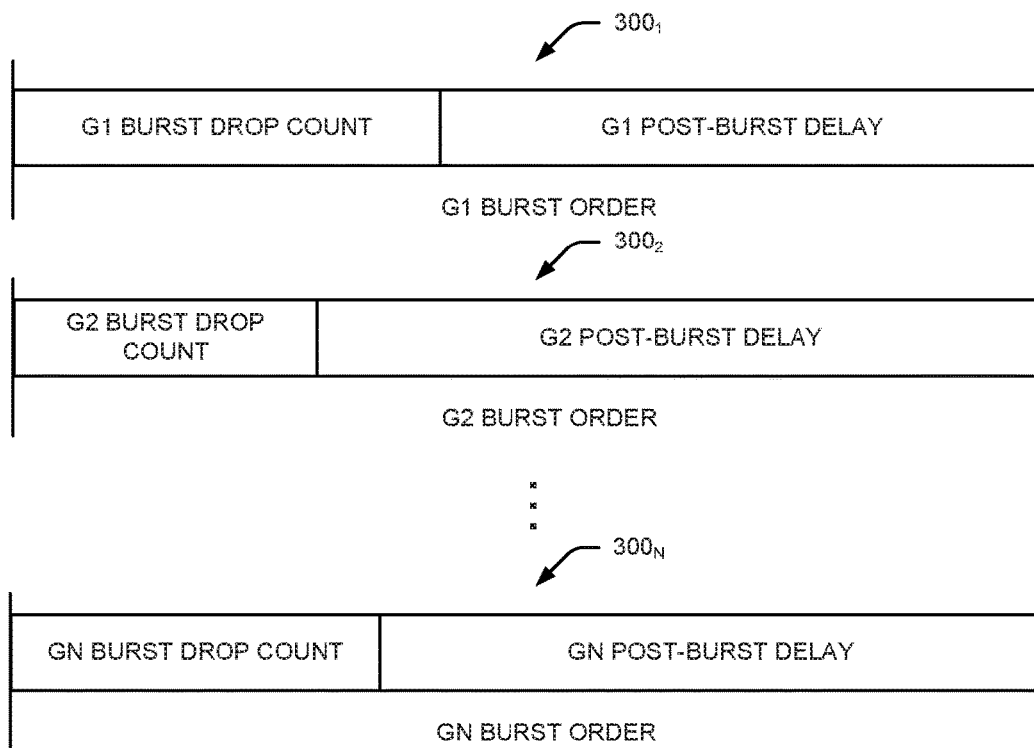 300₁
G1 BURST DROP COUNT
G1 POST-BURST DELAY
G1 BURST ORDER
300₂
G2 BURST DROP
COUNT
G2 POST-BURST DELAY
G2 BURST ORDER
300N
GN BURST DROP COUNT
GN POST-BURST DELAY
GN BURST ORDER